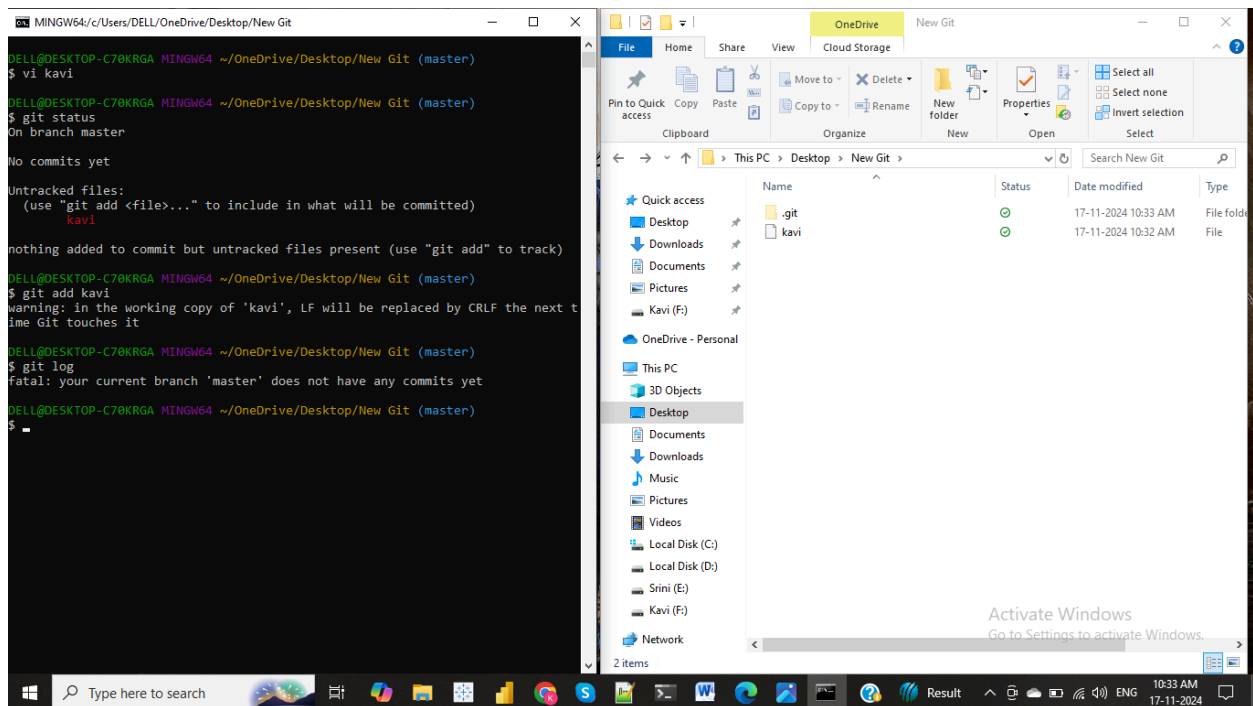 MINGW64:/c/Users/DELL/OneDrive/Desktop/New Git
DELL@DESKTOP-C70KRGA MINGW64 ~/OneDrive/Desktop/New Git (master)
$ vi kavi
DELL@DESKTOP-C70KRGA MINGW64 ~/OneDrive/Desktop/New Git (master)
$ git status
On branch master
No commits yet
Untracked files:
(use "git add <file>..." to include in what will be committed)
kavi
nothing added to commit but untracked files present (use "git add" to track)
DELL@DESKTOP-C70KRGA MINGW64 ~/OneDrive/Desktop/New Git (master)
$ git add kavi
warning: in the working copy of 'kavi', LF will be replaced by CRLF the next t
ime Git touches it
DELL@DESKTOP-C70KRGA MINGW64 ~/OneDrive/Desktop/New Git (master)
$ git log
fatal: your current branch 'master' does not have any commits yet
DELL@DESKTOP-C70KRGA MINGW64 ~/OneDrive/Desktop/New Git (master)
$
OneDrive New Git
File Home Share View Cloud Storage
Pin to Quick access
Copy
Paste
Clipboard
Move to
Copy to
Delete
Rename
Organize
New folder
New
Properties
Open
Select all
Select none
Invert selection
Select
This PC > Desktop > New Git >
Search New Git
Name Status Date modified Type
.git 17-11-2024 10:33 AM File folde
kavi 17-11-2024 10:32 AM File
Quick access
Desktop
Downloads
Documents
Pictures
Kavi (F:)
OneDrive - Personal
This PC
3D Objects
Desktop
Documents
Downloads
Music
Pictures
Videos
Local Disk (C:)
Local Disk (D:)
Srini (E:)
Kavi (F:)
Network
2 items
Activate Windows
Go to Settings to activate Windows.
Type here to search
Result
ENG
10:33 AM
17-11-2024